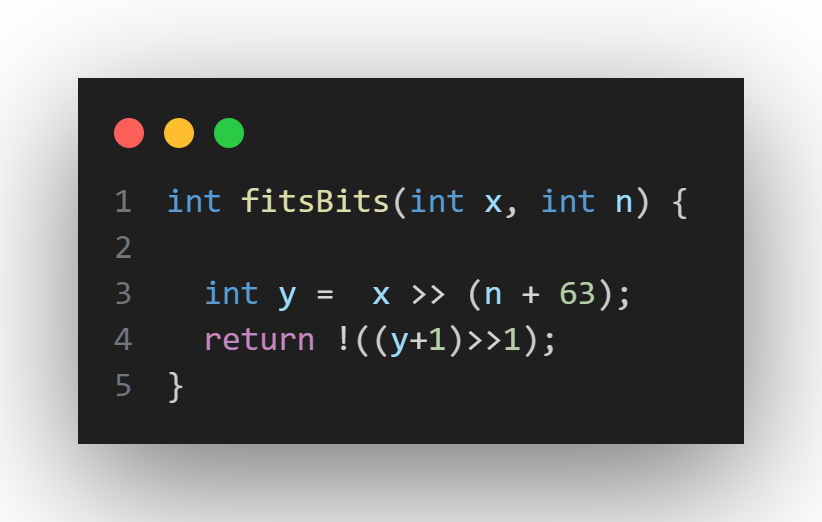 1 int fitsBits(int x, int n) {
2
3   int y =  x >> (n + 63);
4   return !((y+1)>>1);
5 }